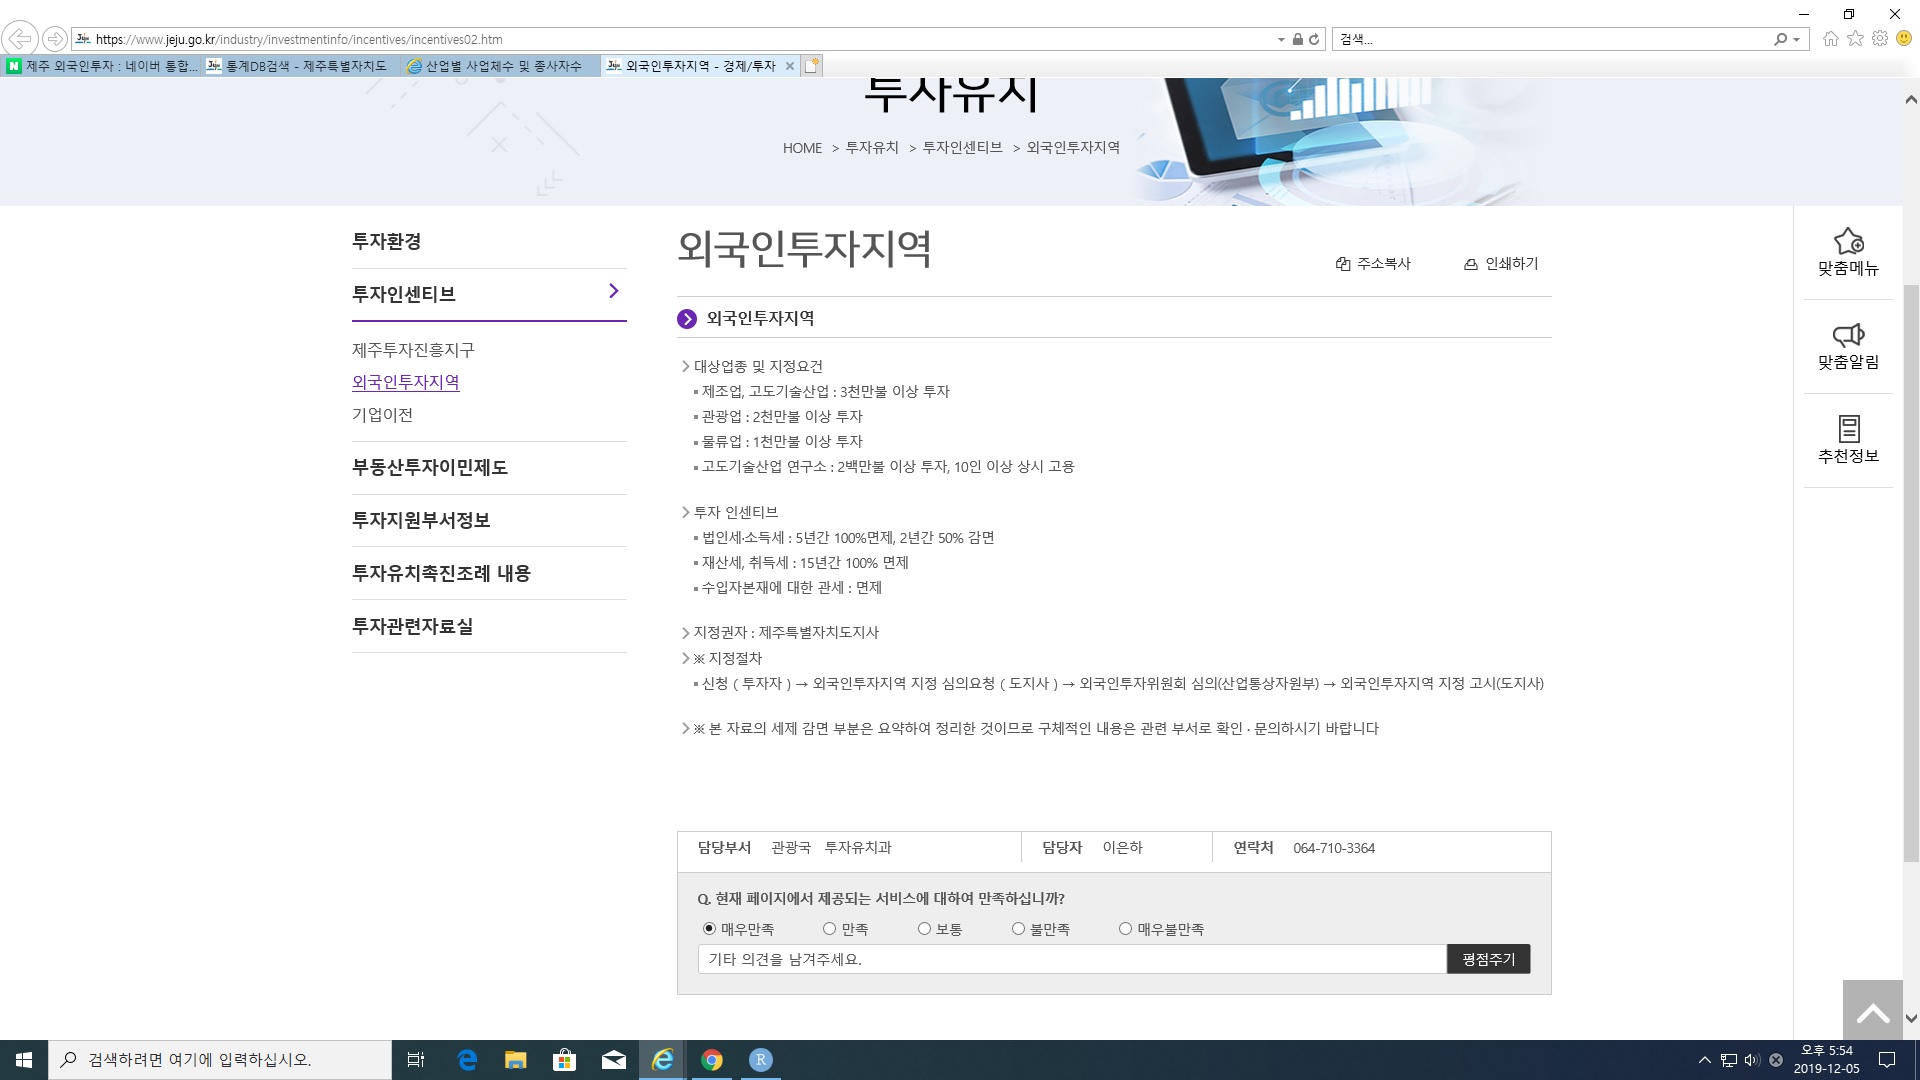 https://www.jeju.go.kr/industry/investmentinfo/incentives/incentives02.htm
검색...
제주 외국인투자 : 네이버 통합...
통계DB검색 - 제주특별자치도
산업별 사업체수 및 종사자수
외국인투자지역 - 경제/투자
투자유치
HOME > 투자유치 > 투자인센티브 > 외국인투자지역
투자환경
투자인센티브
제주투자진흥지구
외국인투자지역
기업이전
부동산투자이민제도
투자지원부서정보
투자유치촉진조례 내용
투자관련자료실
외국인투자지역
주소복사
인쇄하기
외국인투자지역
대상업종 및 지정요건
제조업, 고도기술산업 : 3천만불 이상 투자
관광업 : 2천만불 이상 투자
물류업 : 1천만불 이상 투자
고도기술산업 연구소 : 2백만불 이상 투자, 10인 이상 상시 고용
투자 인센티브
법인세·소득세 : 5년간 100%면제, 2년간 50% 감면
재산세, 취득세 : 15년간 100% 면제
수입자본재에 대한 관세 : 면제
지정권자 : 제주특별자치도지사
※ 지정절차
신청 ( 투자자 ) → 외국인투자지역 지정 심의요청 ( 도지사 ) → 외국인투자위원회 심의(산업통상자원부) → 외국인투자지역 지정 고시(도지사)
※ 본 자료의 세제 감면 부분은 요약하여 정리한 것이므로 구체적인 내용은 관련 부서로 확인 · 문의하시기 바랍니다
담당부서 관광국 투자유치과 담당자 이은하 연락처 064-710-3364
Q. 현재 페이지에서 제공되는 서비스에 대하여 만족하십니까?
매우만족 만족 보통 불만족 매우불만족
기타 의견을 남겨주세요.
평점주기
맞춤메뉴
맞춤알림
추천정보
검색하려면 여기에 입력하십시오.
오후 5:54
2019-12-05